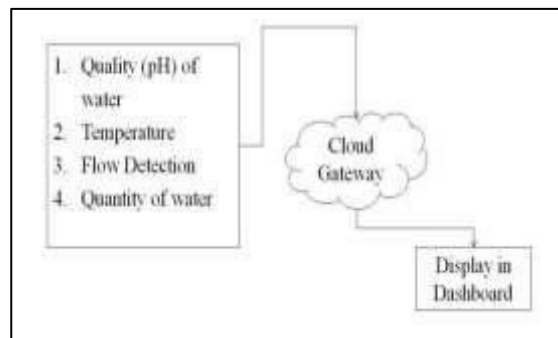 1. Quality (pH) of
water
2. Temperature
3. Flow Detection
4. Quantity of water
Cloud
Gateway
Display in
Dashboard